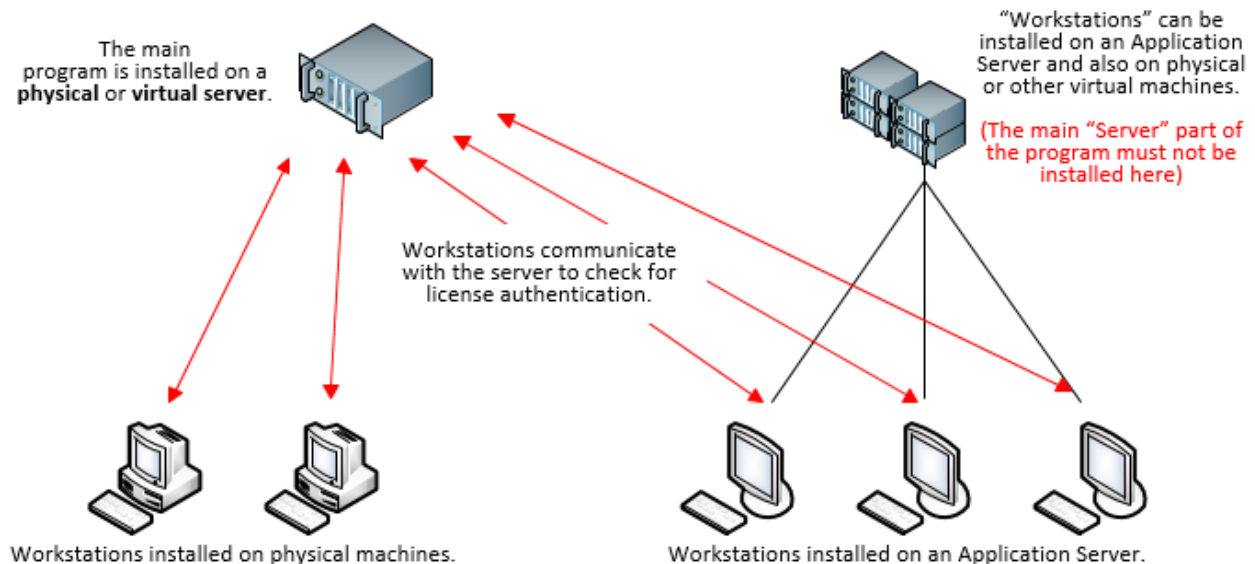 The main
program is installed on a
physical or virtual server.
“Workstations” can be
installed on an Application
Server and also on physical
or other virtual machines.
(The main “Server” part of
the program must not be
installed here)
Workstations communicate
with the server to check for
license authentication.
Workstations installed on physical machines.
Workstations installed on an Application Server.